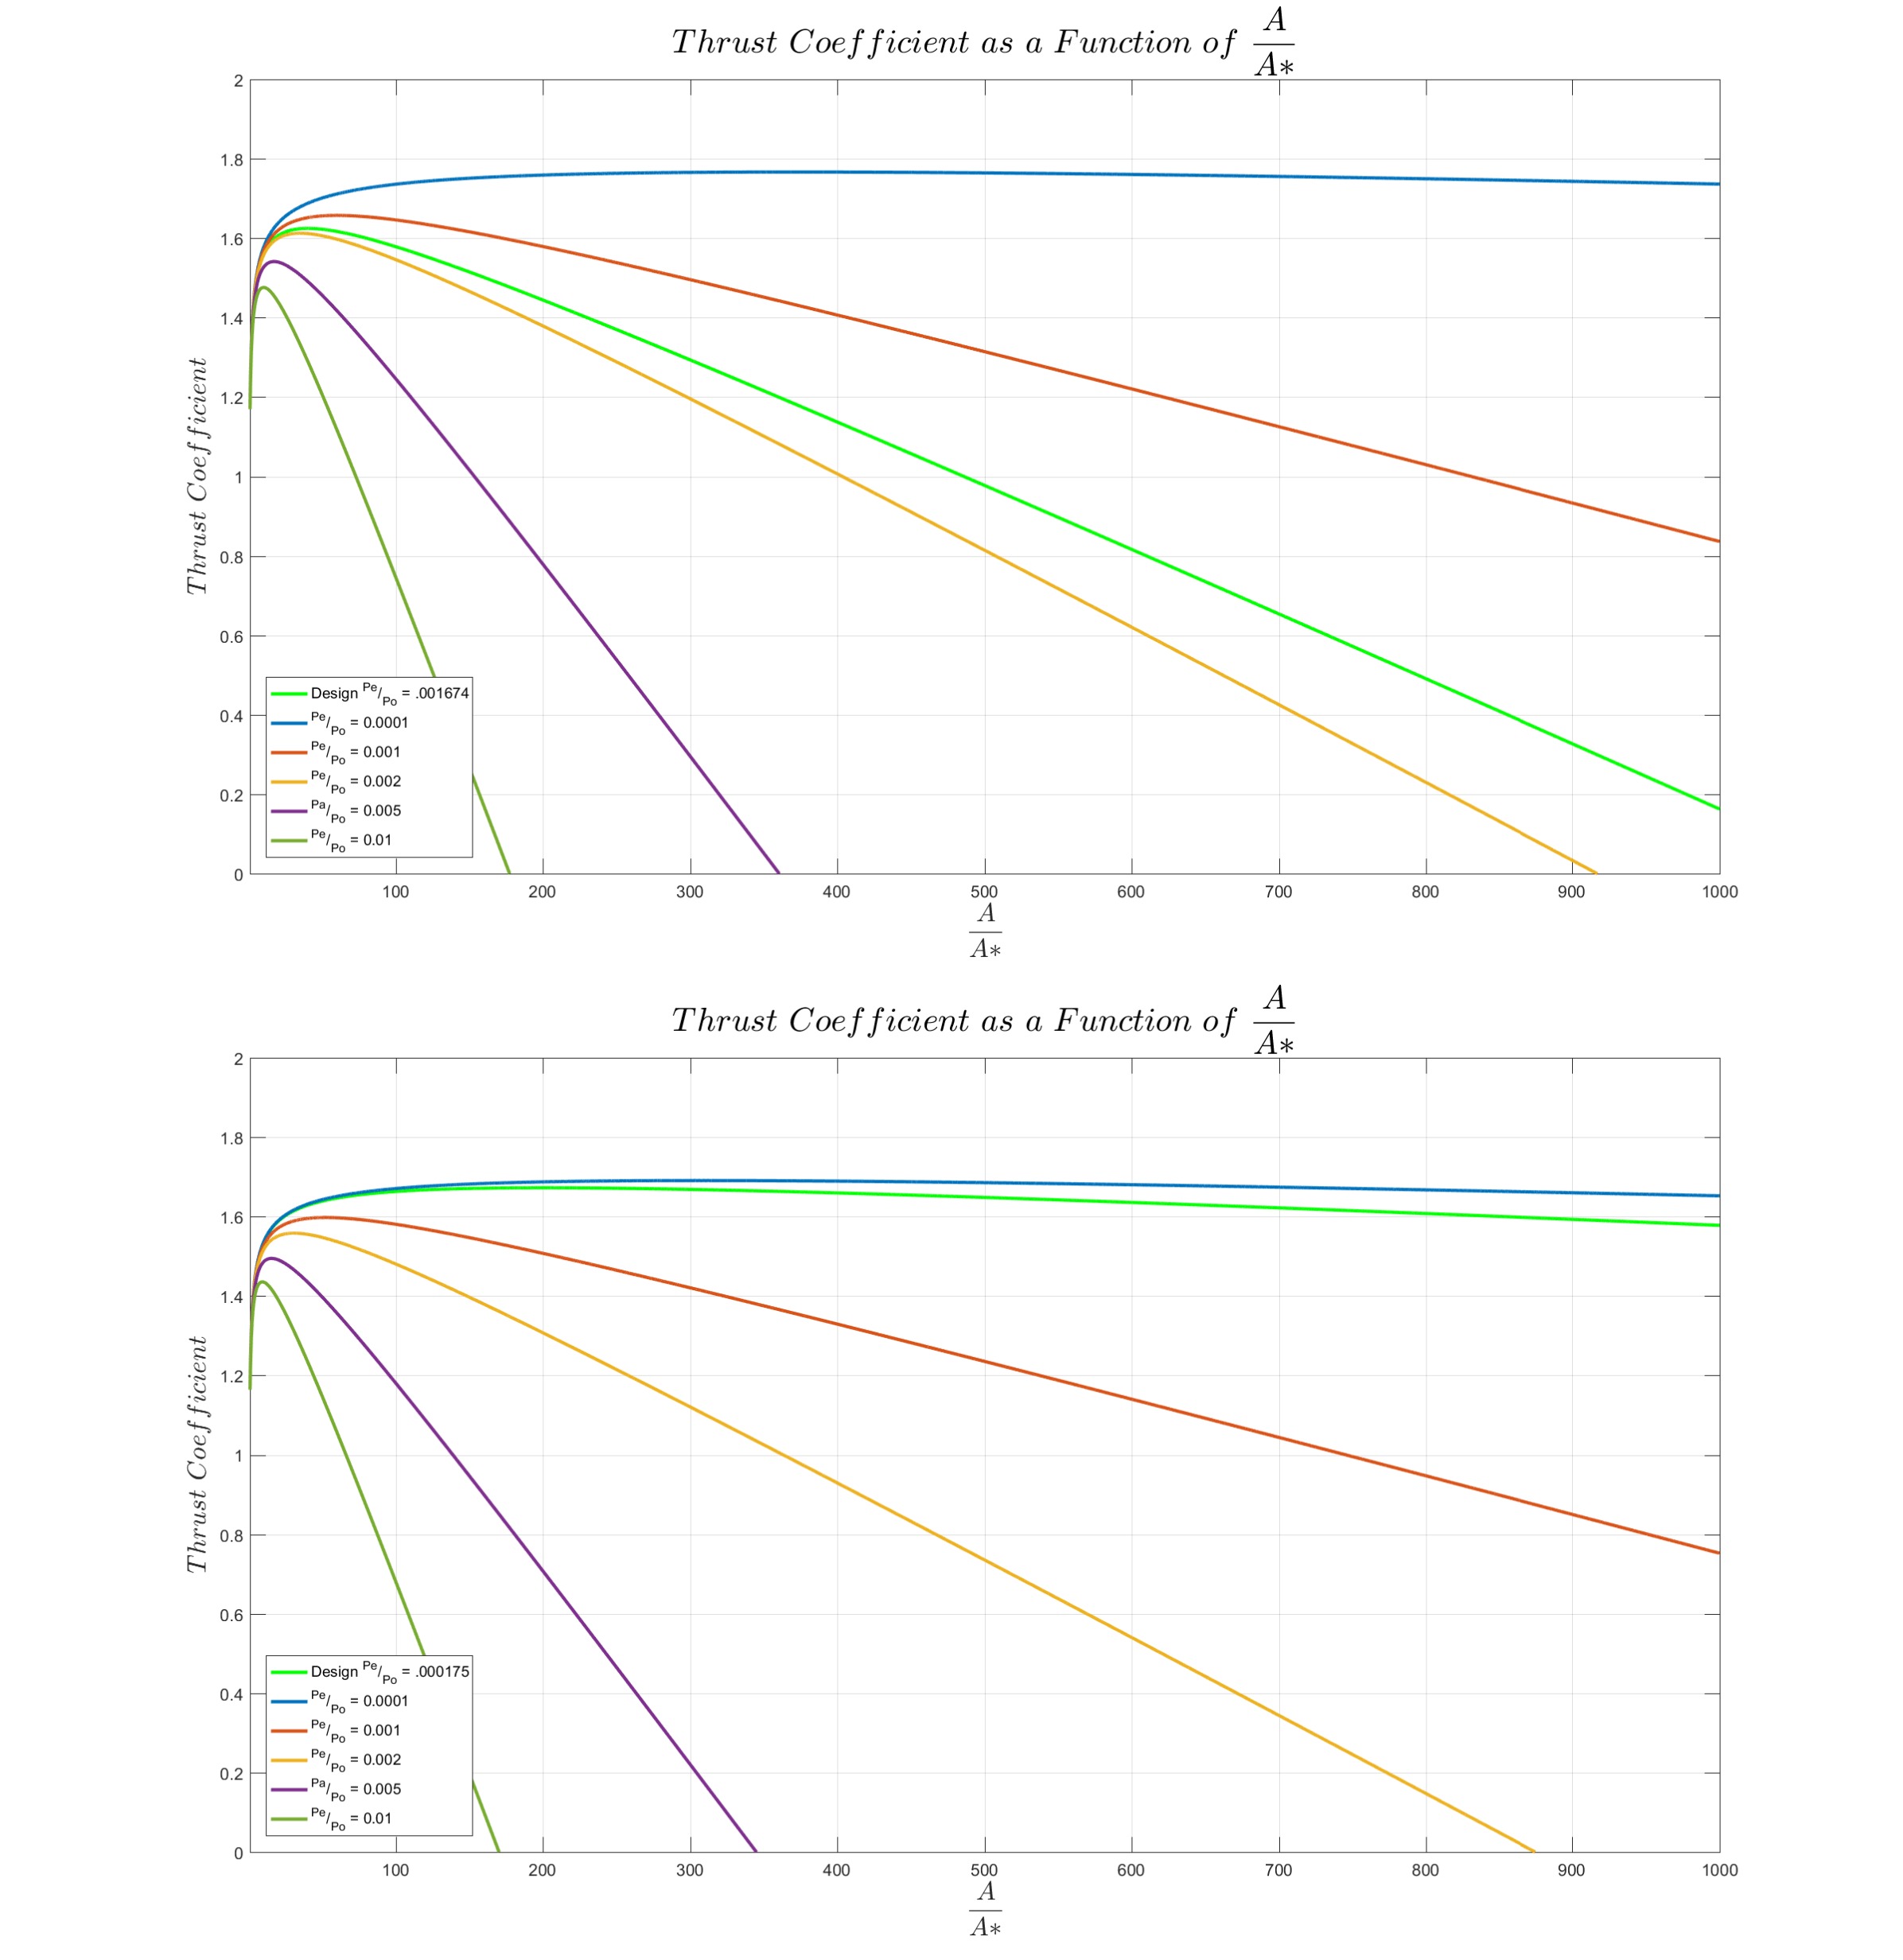 Thrust Coefficient as a Function of A/A*
2
1.8
1.6
1.4
1.2
1
0.8
0.6
0.4
0.2
0
Thrust Coefficient
Design Pe/Po = .001674
Pe/Po = 0.0001
Pe/Po = 0.001
Pe/Po = 0.002
Pa/Po = 0.005
Pe/Po = 0.01
100 200 300 400 500 600 700 800 900 1000
A/A*
Thrust Coefficient as a Function of A/A*
2
1.8
1.6
1.4
1.2
1
0.8
0.6
0.4
0.2
0
Thrust Coefficient
Design Pe/Po = .000175
Pe/Po = 0.0001
Pe/Po = 0.001
Pe/Po = 0.002
Pa/Po = 0.005
Pe/Po = 0.01
100 200 300 400 500 600 700 800 900 1000
A/A*